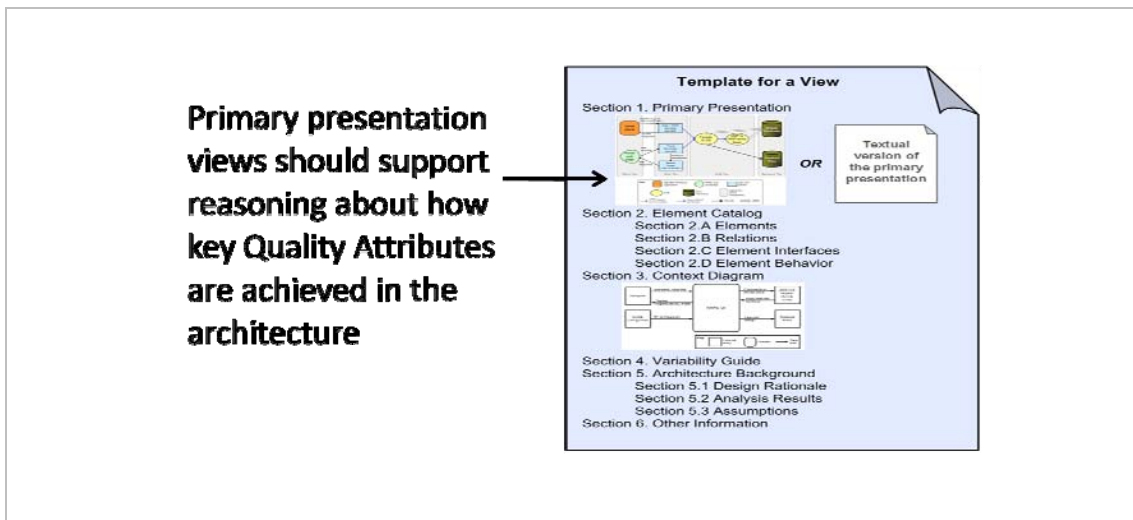 Primary presentation
views should support
reasoning about how
key Quality Attributes
are achieved in the
architecture
Template for a View
Section 1. Primary Presentation
OR
Textual
version of
the primary
presentation
Section 2. Element Catalog
Section 2.A Elements
Section 2.B Relations
Section 2.C Element Interfaces
Section 2.D Element Behavior
Section 3. Context Diagram
Section 4. Variability Guide
Section 5. Architecture Background
Section 5.1 Design Rationale
Section 5.2 Analysis Results
Section 5.3 Assumptions
Section 6. Other Information